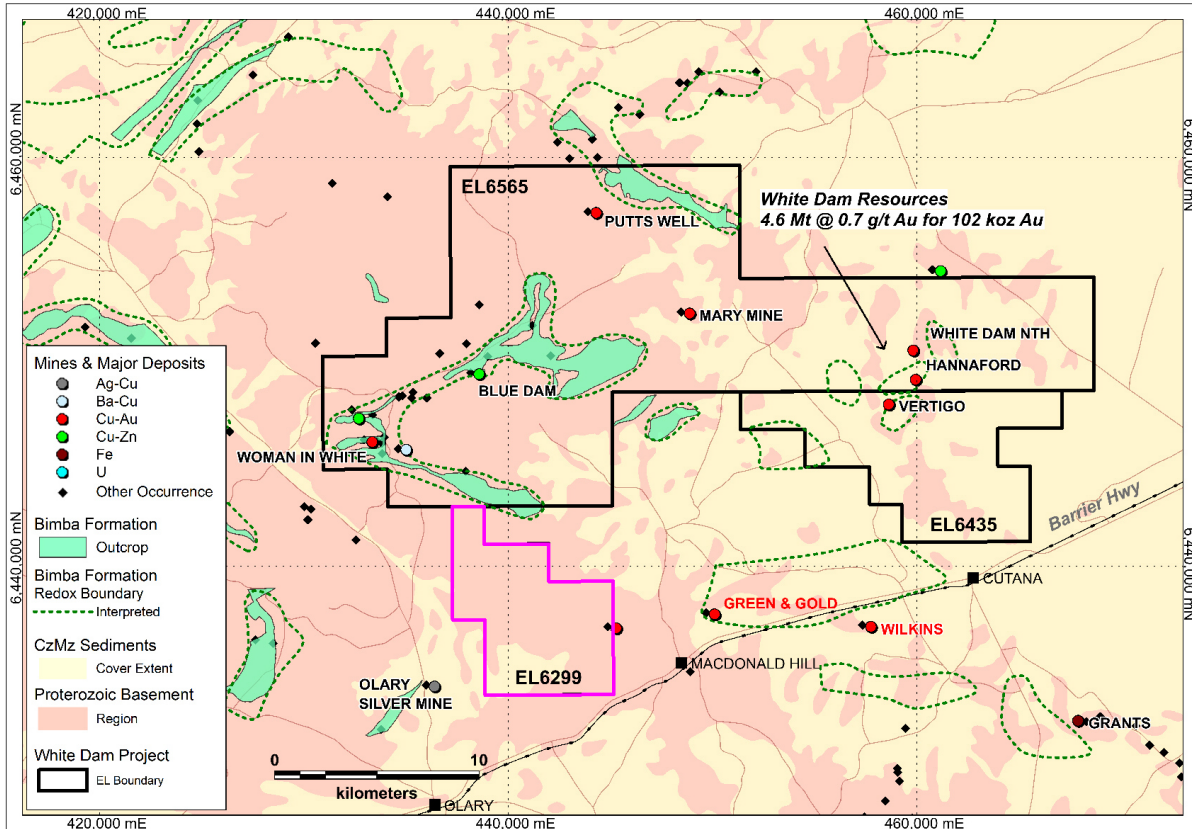 420,000 mE
440,000 mE
460,000 mE
6,460,000 mN
6,460,000 mN
EL6565
White Dam Resources
4.6 Mt @ 0.7 g/t Au for 102 koz Au
PUTTS WELL
MARY MINE
WHITE DAM NTH
HANNAFORD
BLUE DAM
VERTIGO
WOMAN IN WHITE
EL6435
Barrier Hwy
6,440,000 mN
6,440,000 mN
CUTANA
GREEN & GOLD
WILKINS
MACDONALD HILL
EL6299
OLARY
SILVER MINE
GRANTS
OLARY
0
10
kilometers
Mines & Major Deposits
Ag-Cu
Ba-Cu
Cu-Au
Cu-Zn
Fe
U
Other Occurrence
Bimba Formation
Outcrop
Bimba Formation
Redox Boundary
Interpreted
CzMz Sediments
Cover Extent
Proterozoic Basement
Region
White Dam Project
EL Boundary
420,000 mE
440,000 mE
460,000 mE